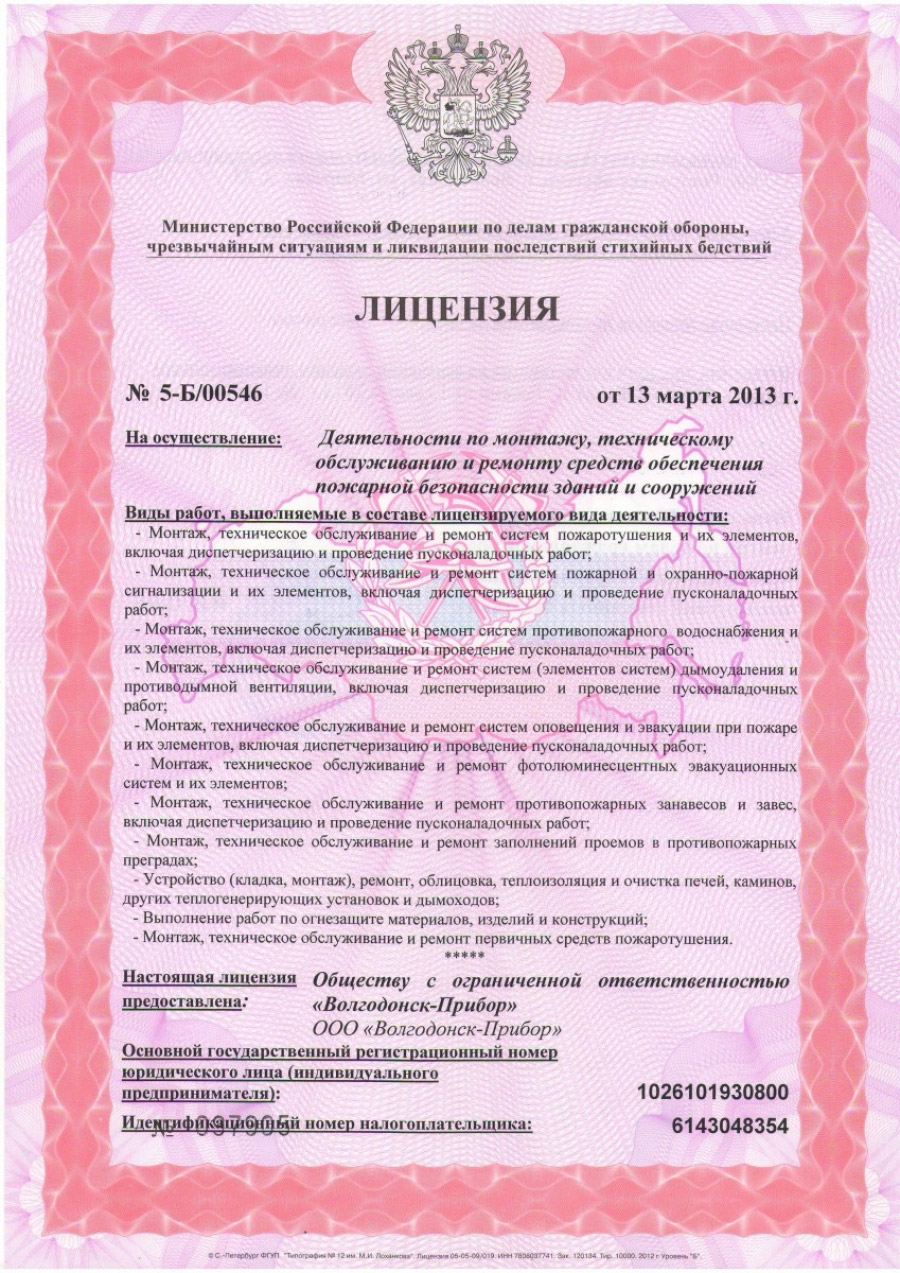 Министерство Российской Федерации по делам гражданской обороны,
чрезвычайным ситуациям и ликвидации последствий стихийных бедствий
ЛИЦЕНЗИЯ
№ 5-Б/00546 от 13 марта 2013 г.
На осуществление: Деятельности по монтажу, техническому
обслуживанию и ремонту средств обеспечения
пожарной безопасности зданий и сооружений
Виды работ, выполняемые в составе лицензируемого вида деятельности:
- Монтаж, техническое обслуживание и ремонт систем пожаротушения и их элементов,
включая диспетчеризацию и проведение пусконаладочных работ;
- Монтаж, техническое обслуживание и ремонт систем пожарной и охранно-пожарной
сигнализации и их элементов, включая диспетчеризацию и проведение пусконаладочных
работ;
- Монтаж, техническое обслуживание и ремонт систем противопожарного водоснабжения и
их элементов, включая диспетчеризацию и проведение пусконаладочных работ;
- Монтаж, техническое обслуживание и ремонт систем (элементов систем) дымоудаления и
противодымной вентиляции, включая диспетчеризацию и проведение пусконаладочных
работ;
- Монтаж, техническое обслуживание и ремонт систем оповещения и эвакуации при пожаре
и их элементов, включая диспетчеризацию и проведение пусконаладочных работ;
- Монтаж, техническое обслуживание и ремонт фотолюминесцентных эвакуационных
систем и их элементов;
- Монтаж, техническое обслуживание и ремонт противопожарных занавесов и завес,
включая диспетчеризацию и проведение пусконаладочных работ;
- Монтаж, техническое обслуживание и ремонт заполнений проемов в противопожарных
преградах;
- Устройство (кладка, монтаж), ремонт, облицовка, теплоизоляция и очистка печей, каминов,
других теплогенерирующих установок и дымоходов;
- Выполнение работ по огнезащите материалов, изделий и конструкций;
- Монтаж, техническое обслуживание и ремонт первичных средств пожаротушения.
*****
Настоящая лицензия Обществу с ограниченной ответственностью
предоставлена: «Волгодонск-Прибор»
ООО «Волгодонск-Прибор»
Основной государственный регистрационный номер
юридического лица (индивидуального
предпринимателя): 1026101930800
Идентификационный номер налогоплательщика: 6143048354
№
© С.-Петербург ФГУП "Типография № 12 им. М.И. Лоханкова". Лицензия 05-05-09/019. ИНН 7808037741. Зак. 120134. Тир. 10000. 2012 г. Уровень "Б".